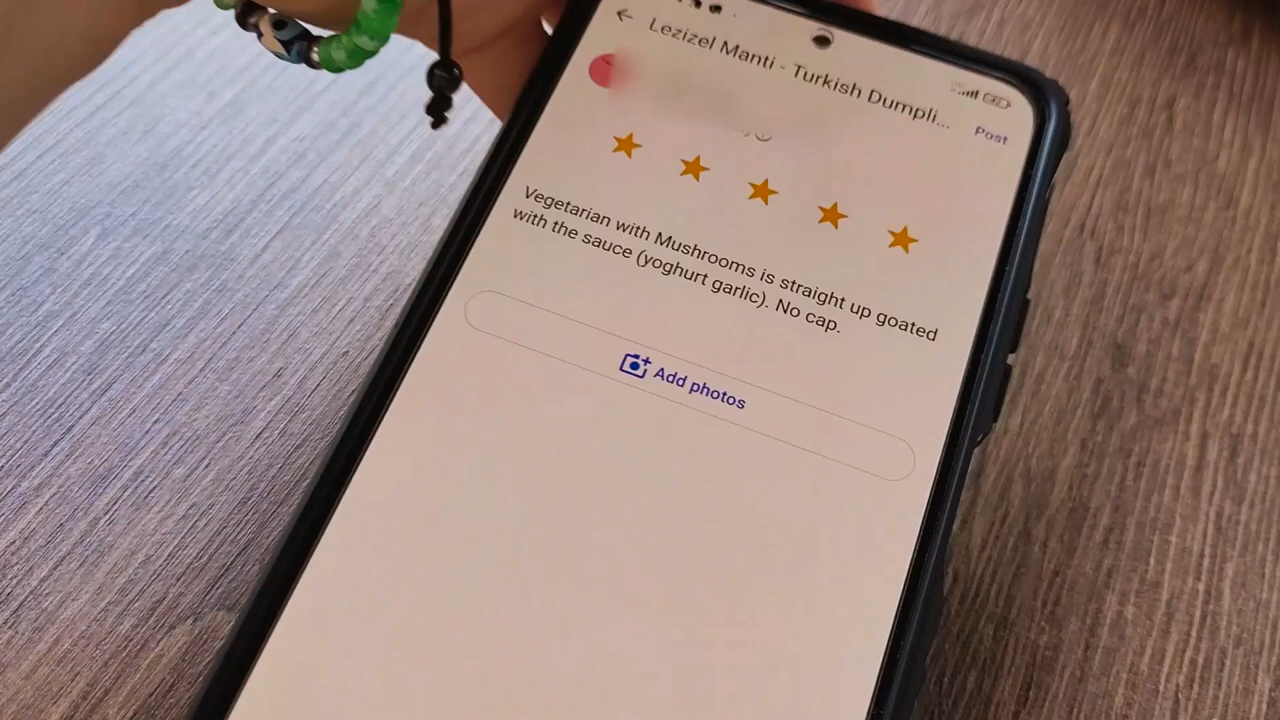 Lezizel Manti - Turkish Dumpli...
Post
Vegetarian with Mushrooms is straight up goated
with the sauce (yoghurt garlic). No cap.
Add photos